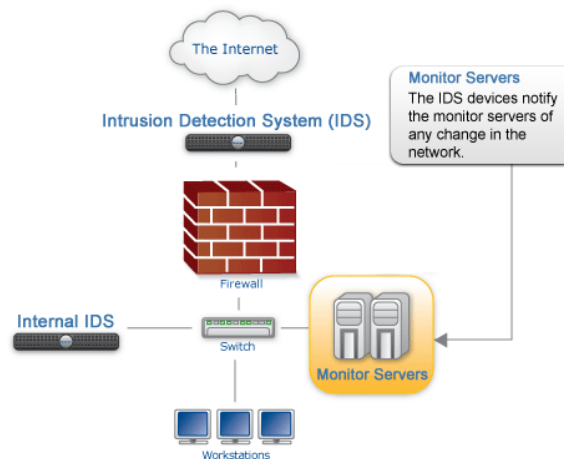 The Internet
Intrusion Detection System (IDS)
Monitor Servers
The IDS devices notify
the monitor servers of
any change in the
network.
Firewall
Internal IDS
Switch
Monitor Servers
Workstations